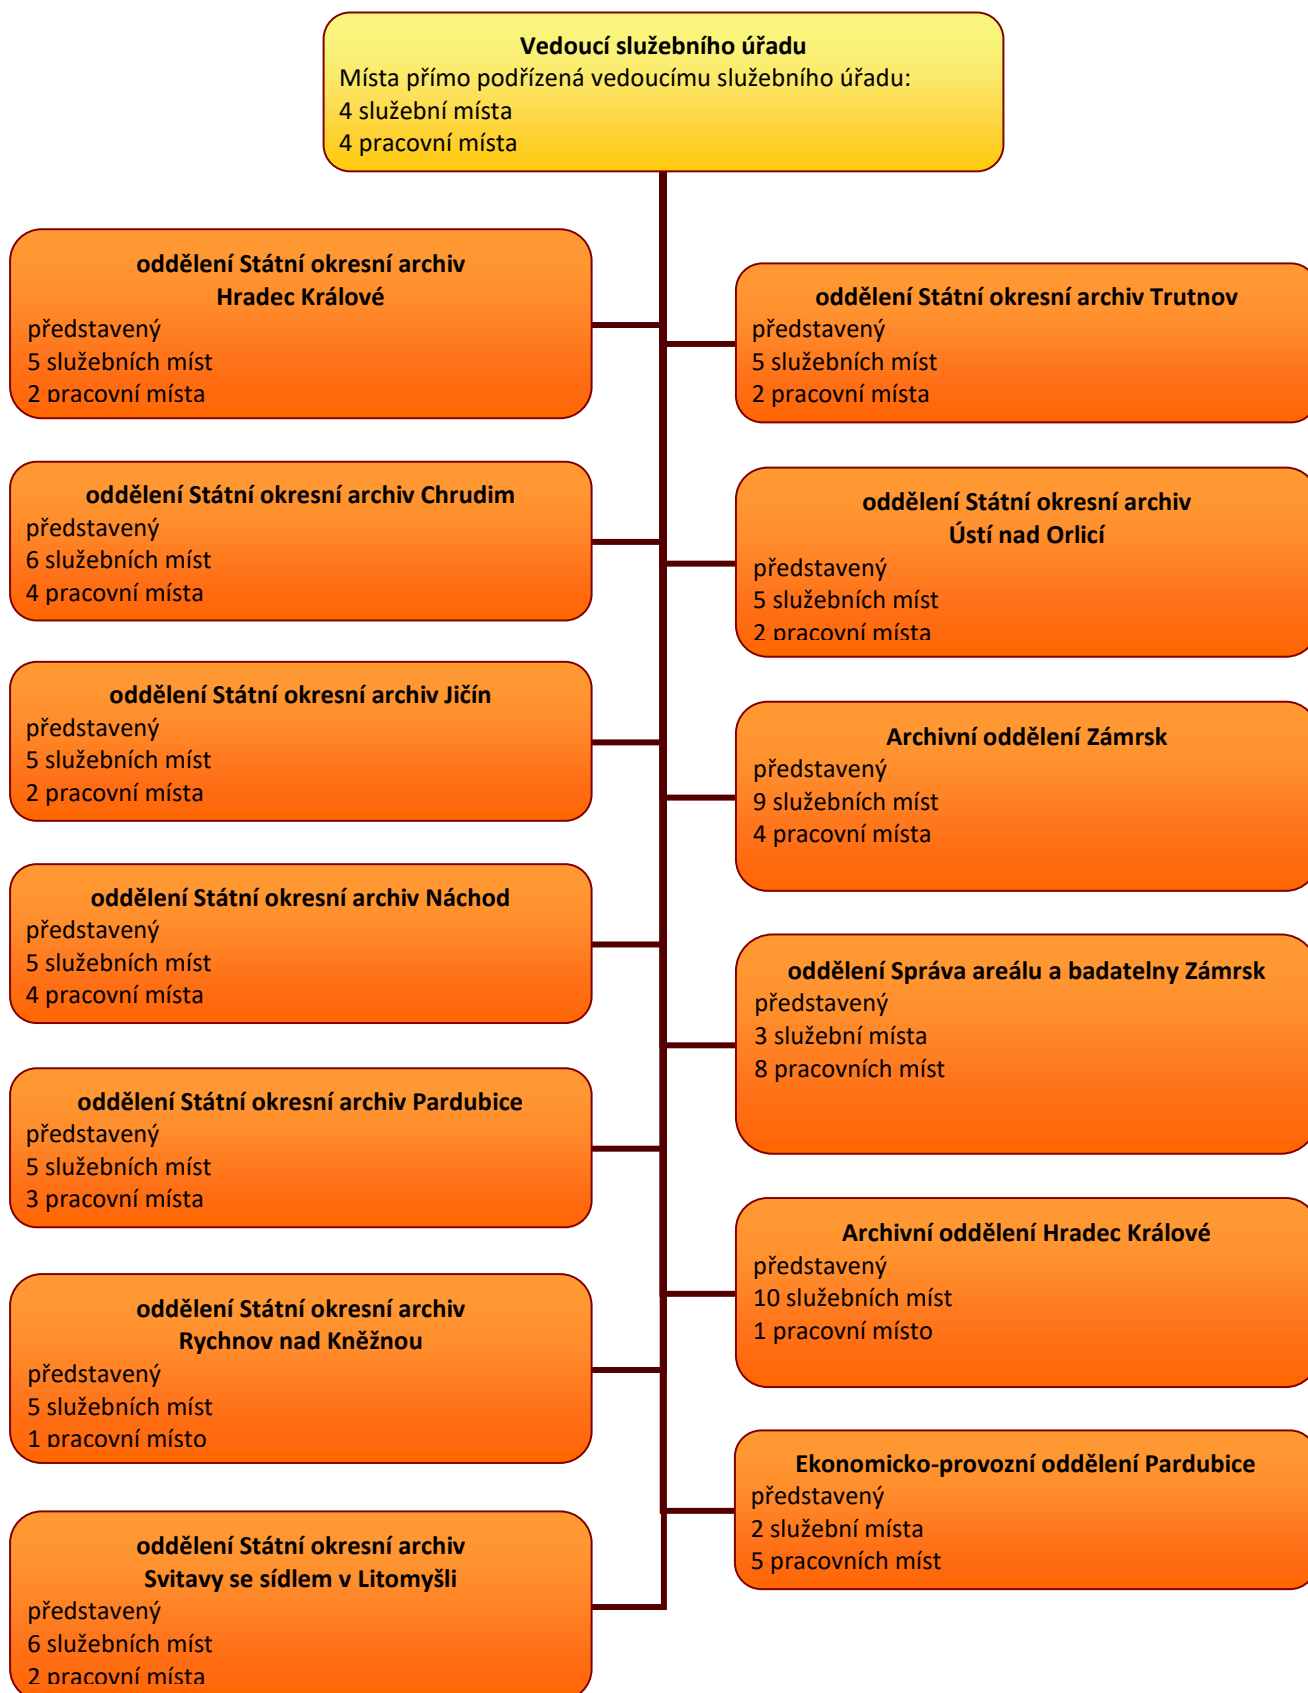 Vedoucí služebního úřadu
Místa přímo podřízená vedoucímu služebního úřadu:
4 služební místa
4 pracovní místa
oddělení Státní okresní archiv
Hradec Králové
představený
5 služebních míst
2 pracovní místa
oddělení Státní okresní archiv Chrudim
představený
6 služebních míst
4 pracovní místa
oddělení Státní okresní archiv Jičín
představený
5 služebních míst
2 pracovní místa
oddělení Státní okresní archiv Náchod
představený
5 služebních míst
4 pracovní místa
oddělení Státní okresní archiv Pardubice
představený
5 služebních míst
3 pracovní místa
oddělení Státní okresní archiv
Rychnov nad Kněžnou
představený
5 služebních míst
1 pracovní místo
oddělení Státní okresní archiv
Svitavy se sídlem v Litomyšli
představený
6 služebních míst
2 pracovní místa
oddělení Státní okresní archiv Trutnov
představený
5 služebních míst
2 pracovní místa
oddělení Státní okresní archiv
Ústí nad Orlicí
představený
5 služebních míst
2 pracovní místa
Archivní oddělení Zámrsk
představený
9 služebních míst
4 pracovní místa
oddělení Správa areálu a badatelny Zámrsk
představený
3 služební místa
8 pracovních míst
Archivní oddělení Hradec Králové
představený
10 služebních míst
1 pracovní místo
Ekonomicko-provozní oddělení Pardubice
představený
2 služební místa
5 pracovních míst